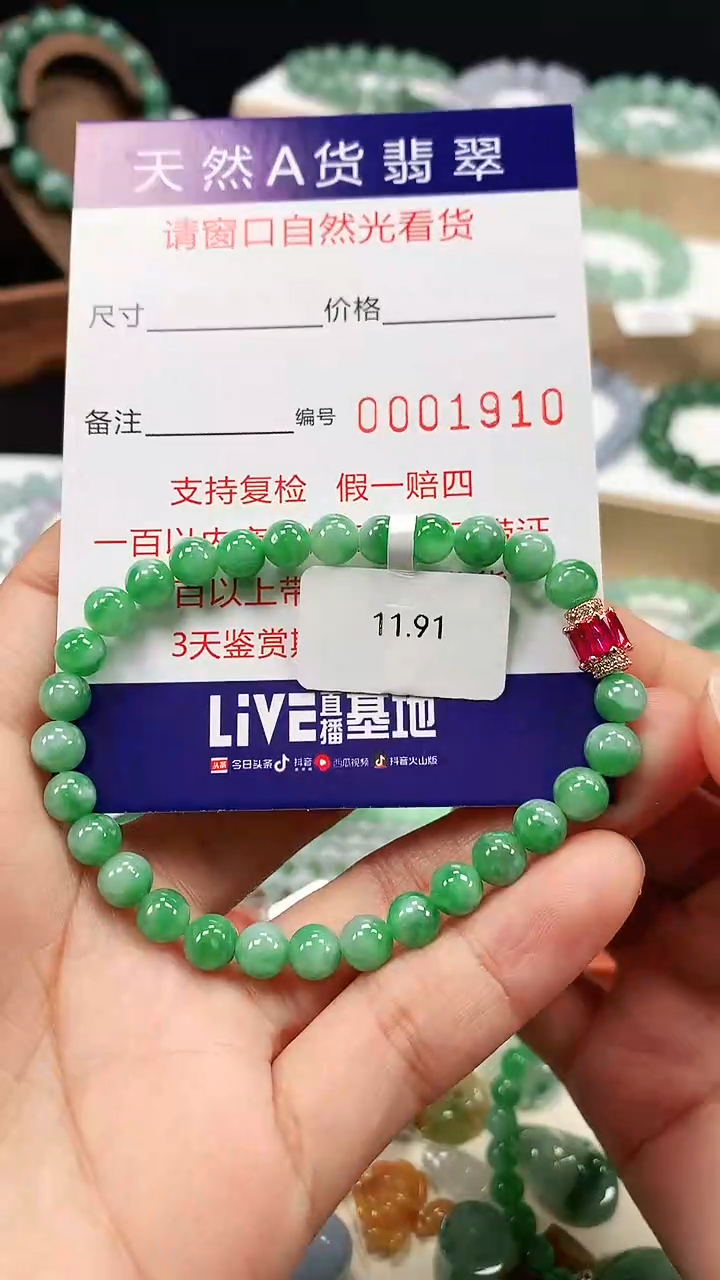 天然A货翡翠
请窗口自然光看货
尺寸 价格
备注 编号 0001910
支持复检 假一赔四
一百以内
百以上带
11.91
3天鉴赏期
LiVE直播基地
头条 今日头条 抖音 西瓜视频 抖音火山版